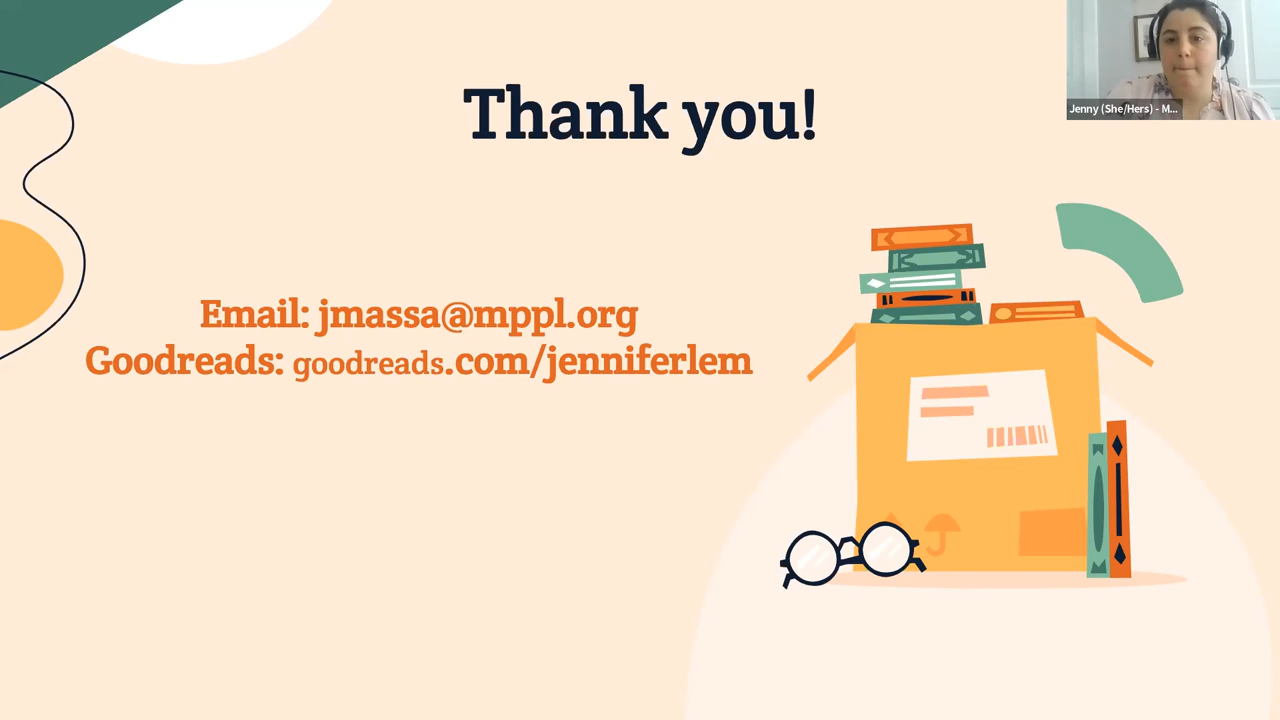 Thank you!
Jenny (She/Hers) - M...
Email: jmassa@mppl.org
Goodreads: goodreads.com/jenniferlem